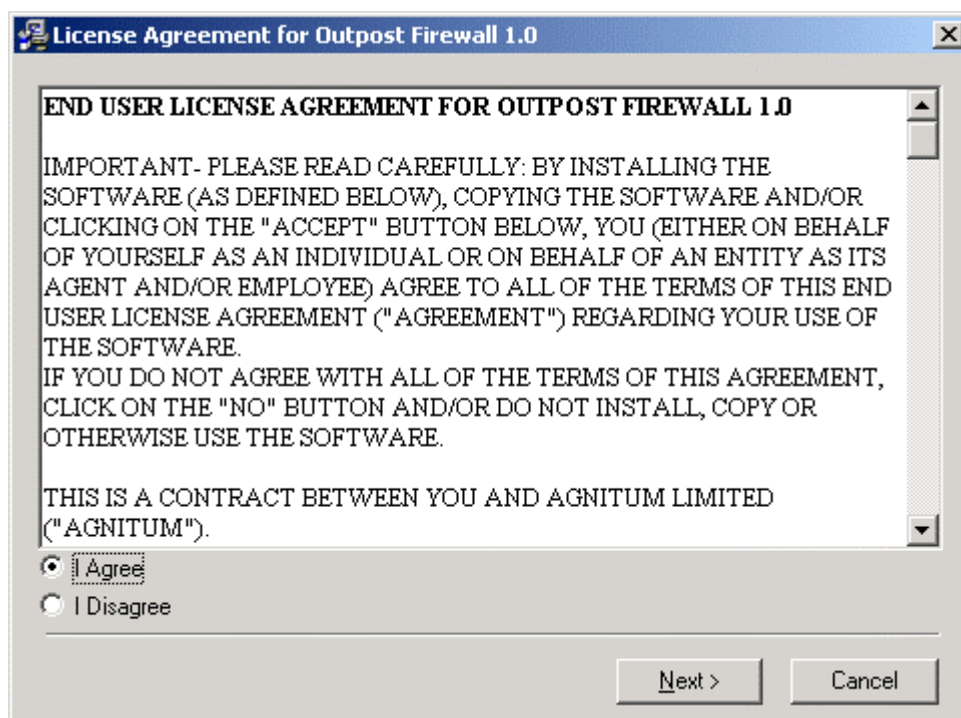 License Agreement for Outpost Firewall 1.0
END USER LICENSE AGREEMENT FOR OUTPOST FIREWALL 1.0
IMPORTANT- PLEASE READ CAREFULLY: BY INSTALLING THE
SOFTWARE (AS DEFINED BELOW), COPYING THE SOFTWARE AND/OR
CLICKING ON THE "ACCEPT" BUTTON BELOW, YOU (EITHER ON BEHALF
OF YOURSELF AS AN INDIVIDUAL OR ON BEHALF OF AN ENTITY AS ITS
AGENT AND/OR EMPLOYEE) AGREE TO ALL OF THE TERMS OF THIS END
USER LICENSE AGREEMENT ("AGREEMENT") REGARDING YOUR USE OF
THE SOFTWARE.
IF YOU DO NOT AGREE WITH ALL OF THE TERMS OF THIS AGREEMENT,
CLICK ON THE "NO" BUTTON AND/OR DO NOT INSTALL, COPY OR
OTHERWISE USE THE SOFTWARE.
THIS IS A CONTRACT BETWEEN YOU AND AGNITUM LIMITED
("AGNITUM").
I Agree
I Disagree
Next >
Cancel